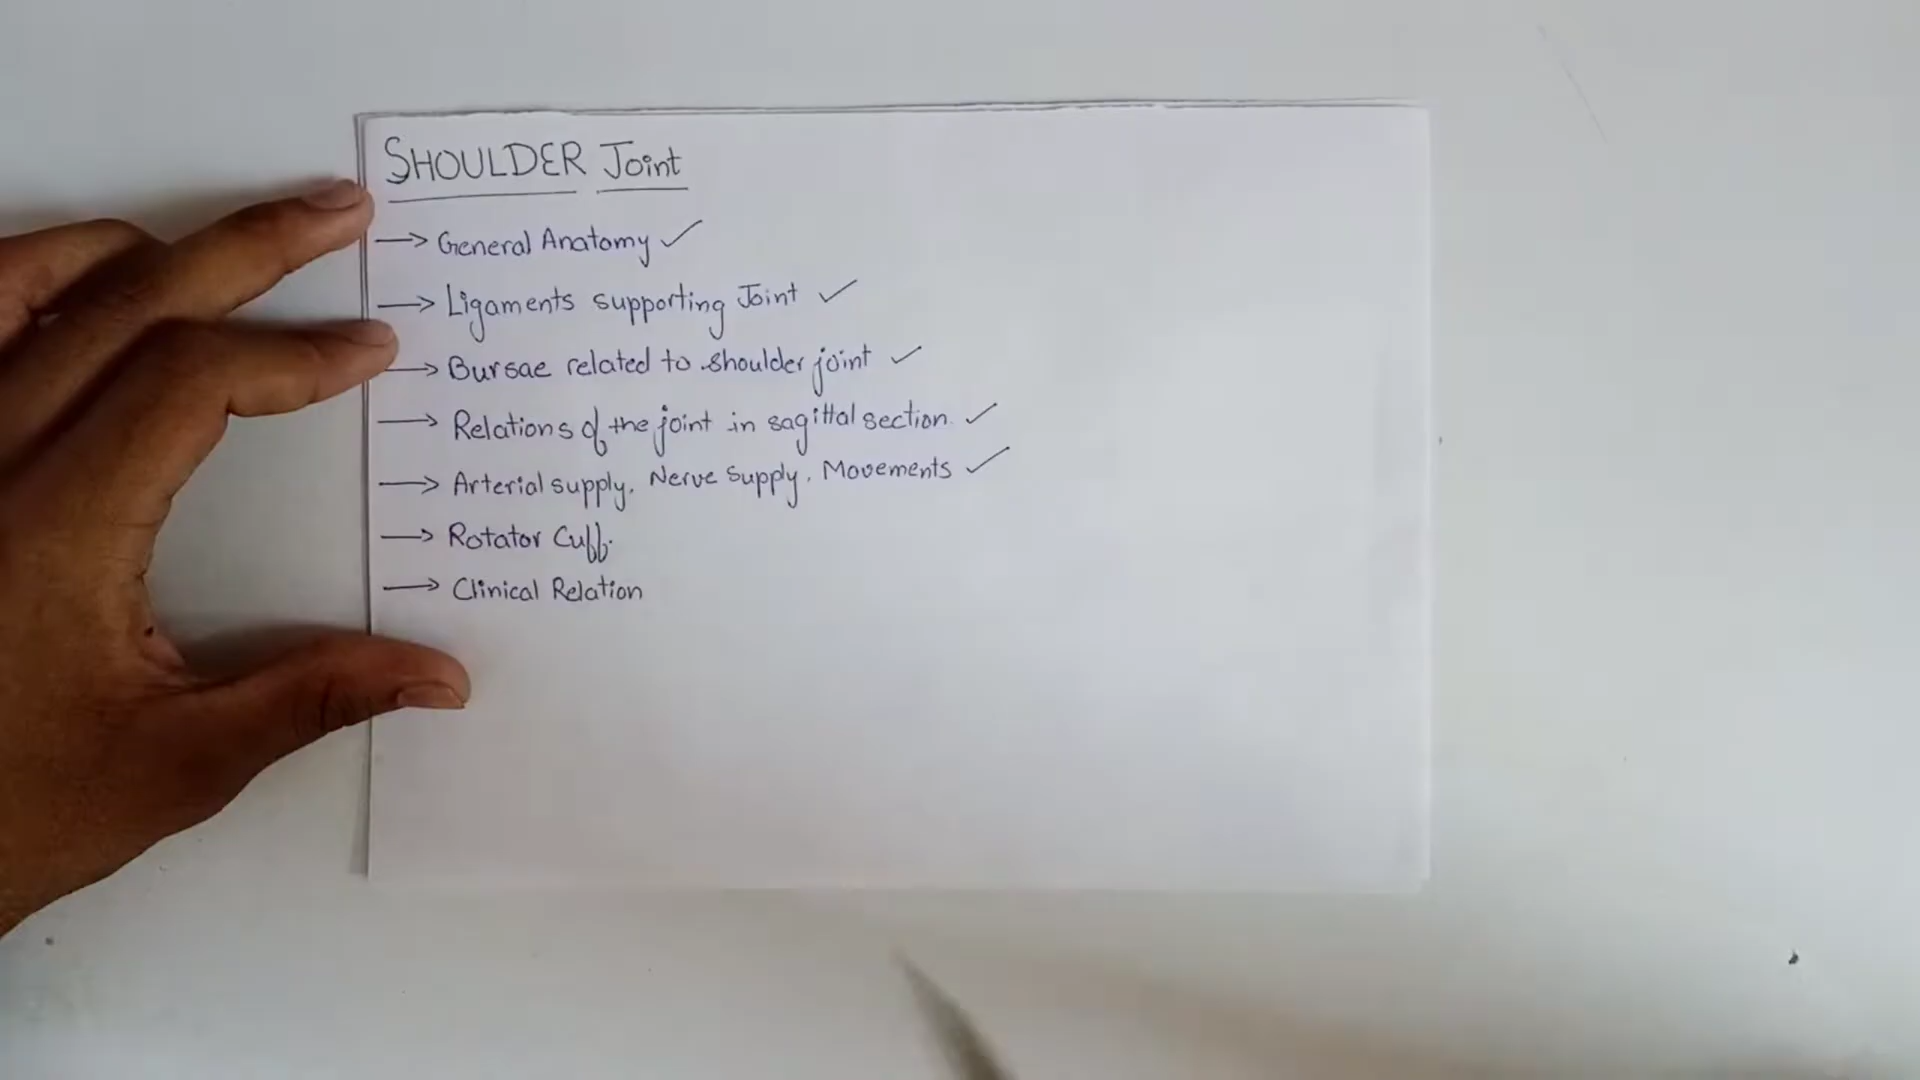 SHOULDER Joint
→ General Anatomy ✓
→ Ligaments supporting Joint ✓
→ Bursae related to shoulder joint ✓
→ Relations of the joint in sagittal section. ✓
→ Arterial supply, Nerve Supply, Movements ✓
→ Rotator Cuff.
→ Clinical Relation